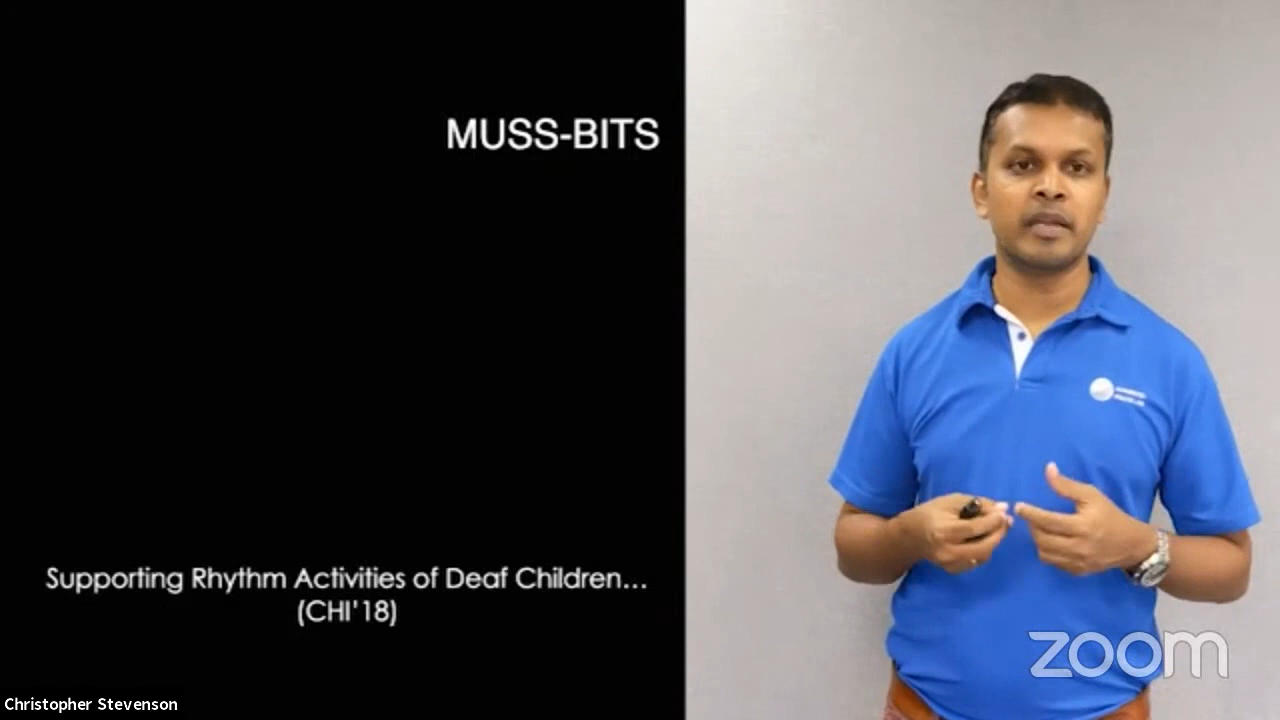 MUSS-BITS
Supporting Rhythm Activities of Deaf Children...
(CHI'18)
zoom
Christopher Stevenson